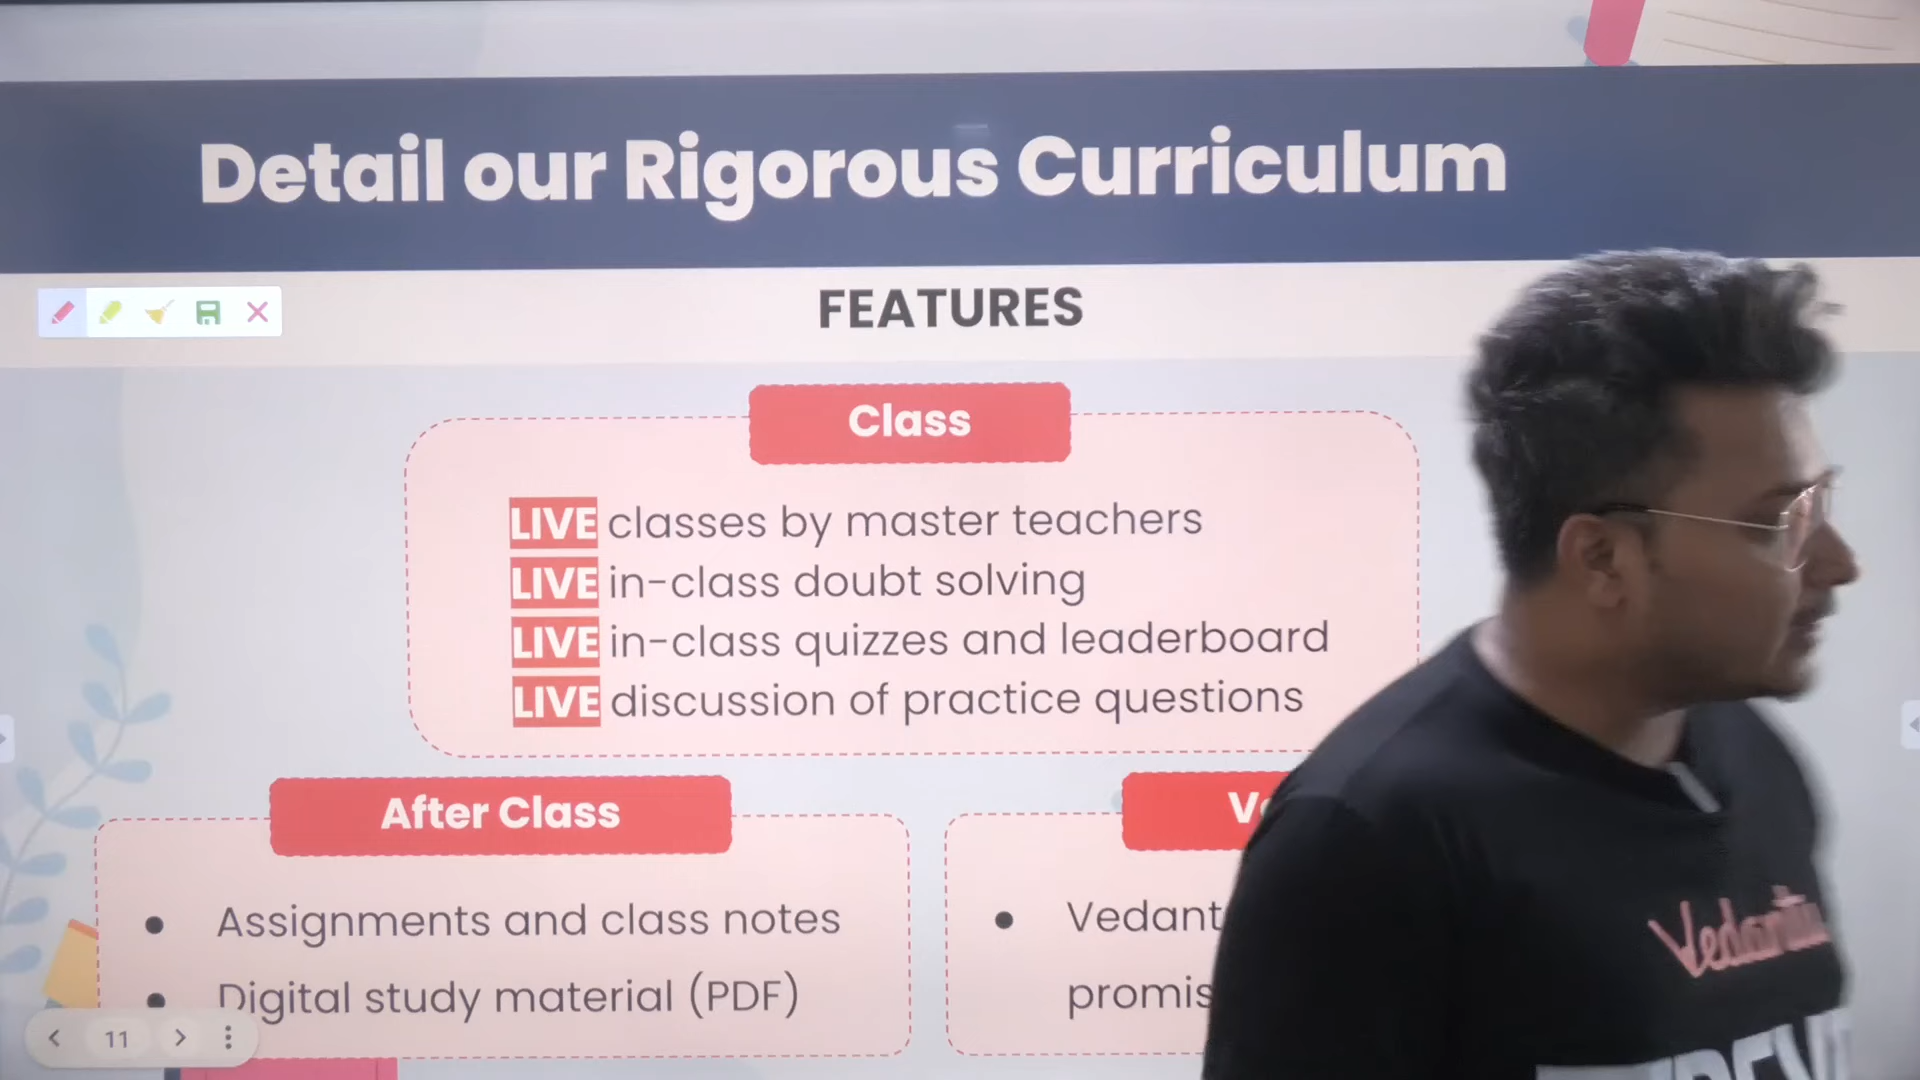 Detail our Rigorous Curriculum
FEATURES
Class
LIVE classes by master teachers
LIVE in-class doubt solving
LIVE in-class quizzes and leaderboard
LIVE discussion of practice questions
After Class
Assignments and class notes
Digital study material (PDF)
Vedant
promis
Vedantu
11